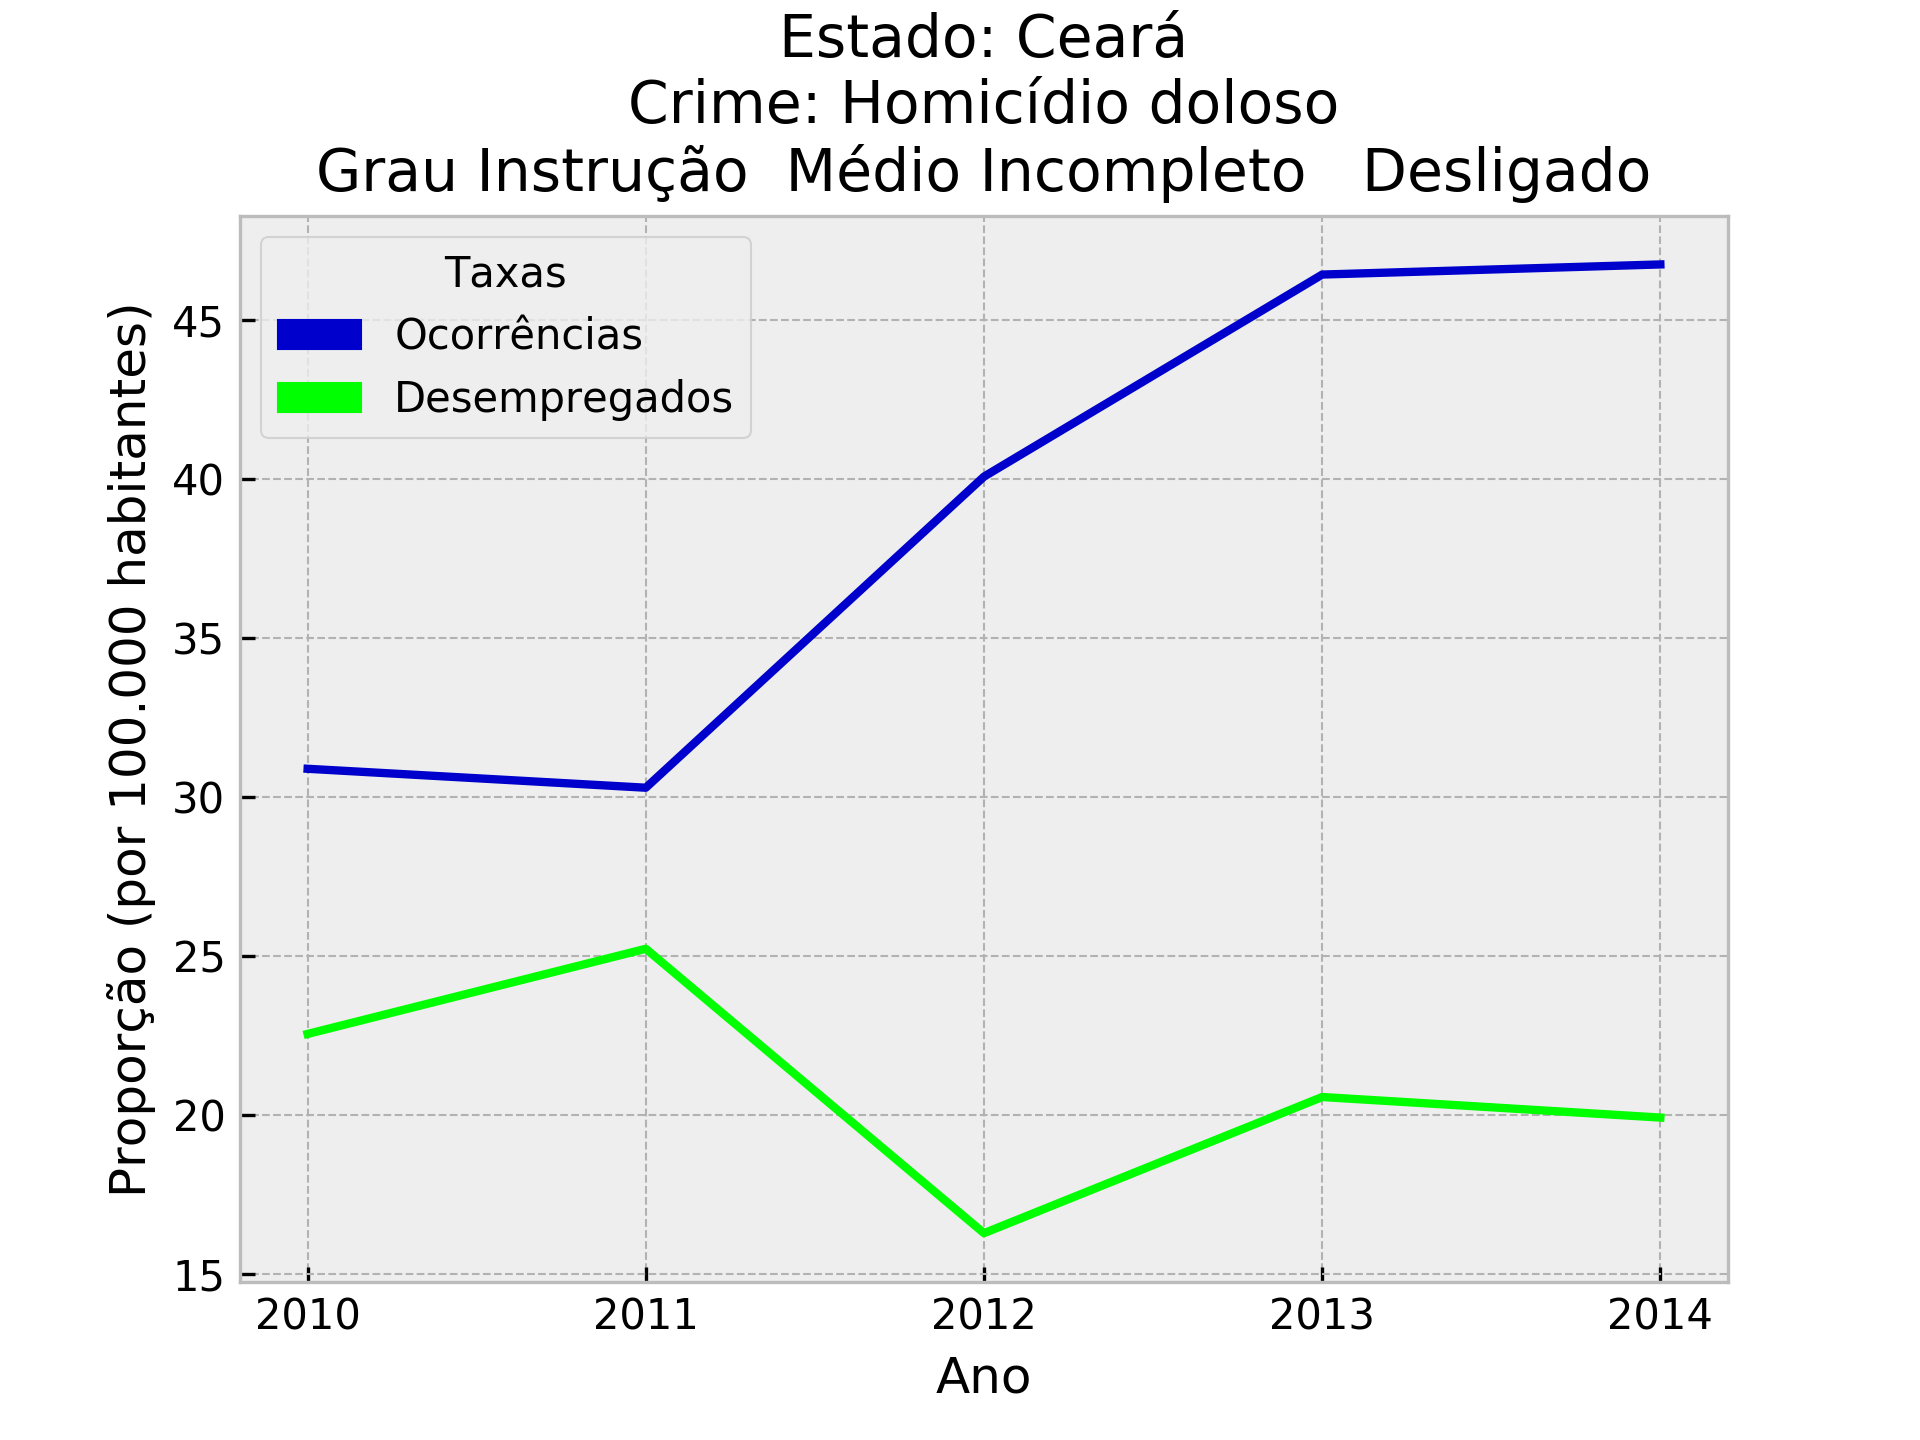 Estado: Ceará
Crime: Homicídio doloso
Grau Instrução  Médio Incompleto   Desligado
Taxas
Ocorrências
Desempregados
Proporção (por 100.000 habitantes)
45
40
35
30
25
20
15
2010 2011 2012 2013 2014
Ano